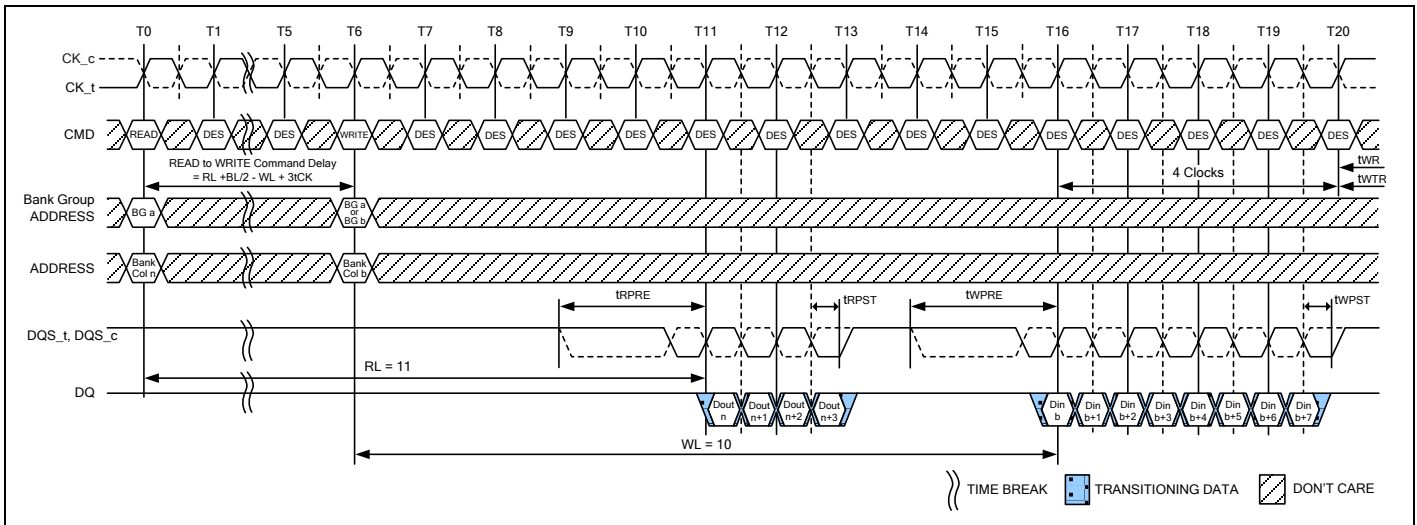 T0 T1 T5 T6 T7 T8 T9 T10 T11 T12 T13 T14 T15 T16 T17 T18 T19 T20
CK_c
CK_t
CMD READ DES DES WRITE DES DES DES DES DES DES DES DES DES DES DES DES DES DES
READ to WRITE Command Delay
= RL +BL/2 - WL + 3tCK
4 Clocks
tWR
tWTR
Bank Group
ADDRESS
BG a
BG a
or
BG b
ADDRESS
Bank
Col n
Bank
Col b
tRPRE tRPST tWPRE tWPST
DQS_t, DQS_c
RL = 11
DQ
Dout
n
Dout
n+1
Dout
n+2
Dout
n+3
Din
b
Din
b+1
Din
b+2
Din
b+3
Din
b+4
Din
b+5
Din
b+6
Din
b+7
WL = 10
TIME BREAK TRANSITIONING DATA DON'T CARE